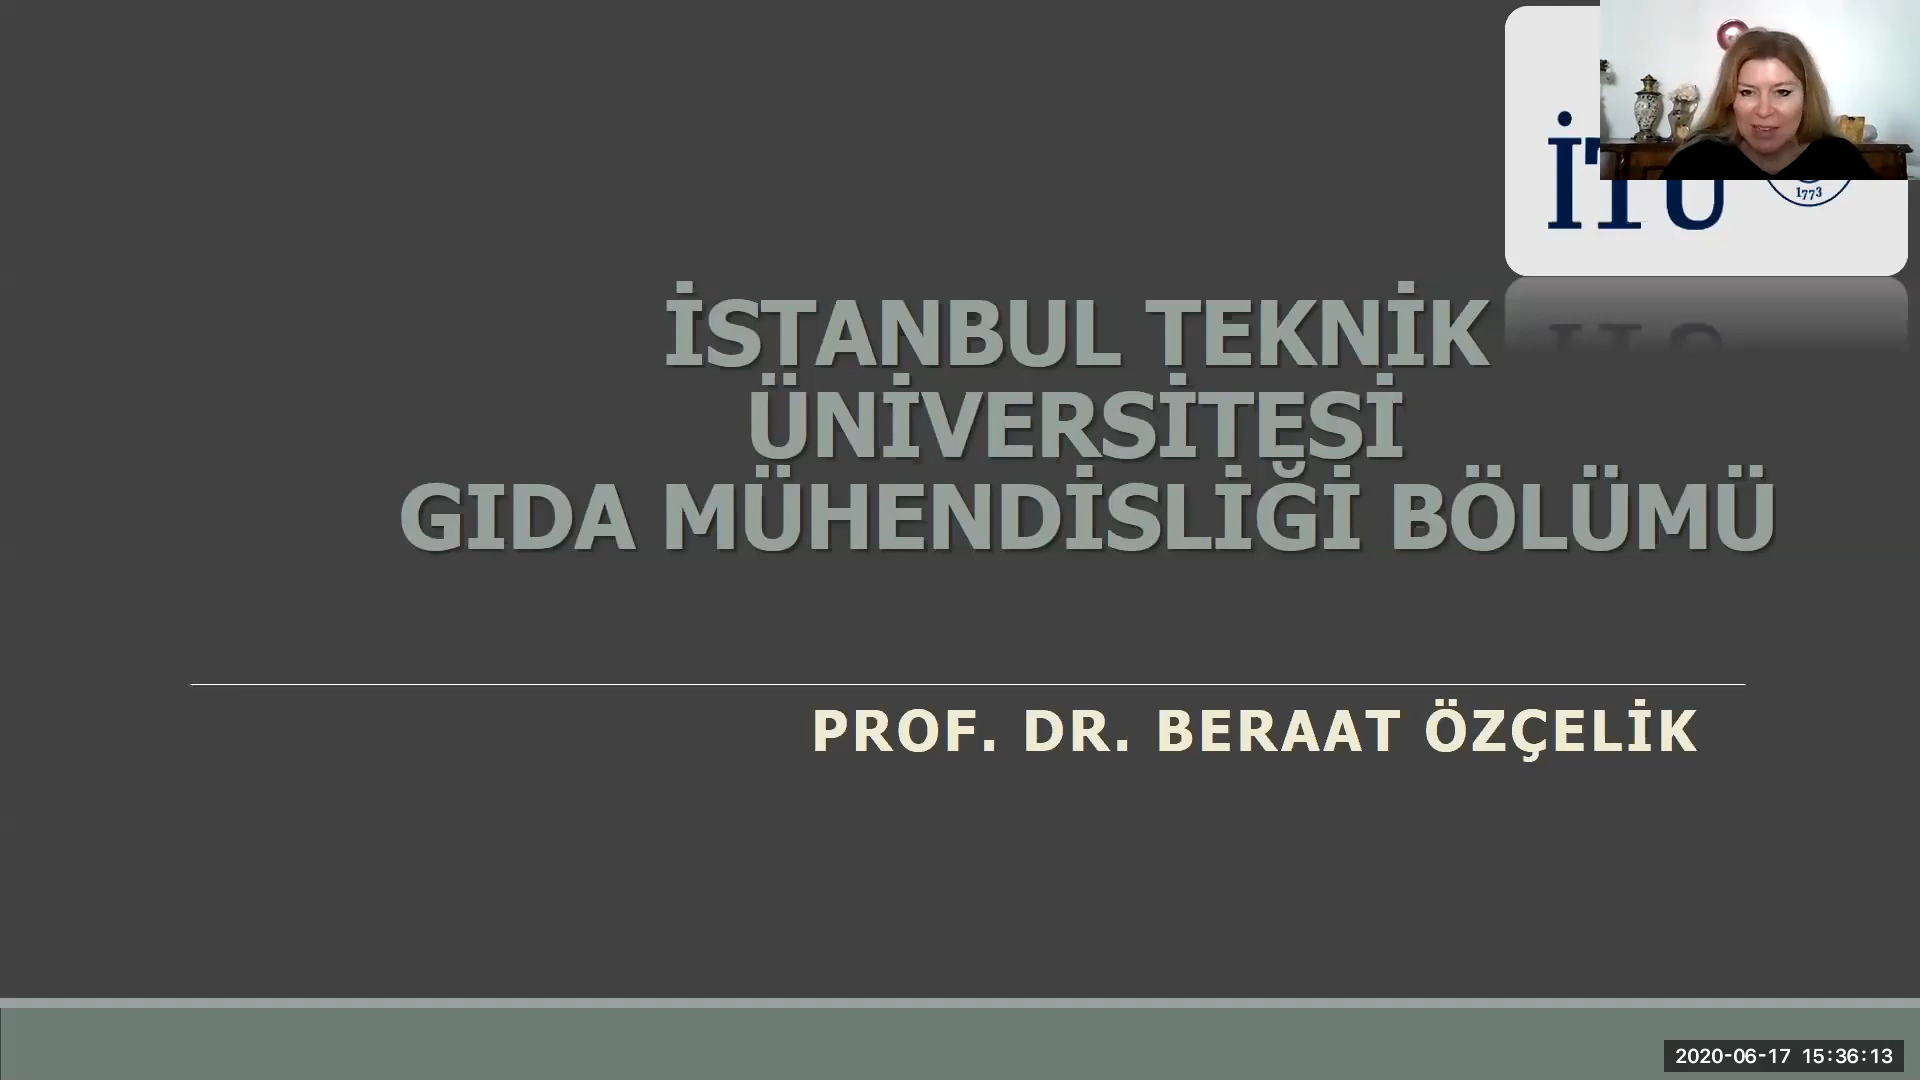 İTÜ
1773
İSTANBUL TEKNİK
ÜNİVERSİTESİ
GIDA MÜHENDİSLİĞİ BÖLÜMÜ
PROF. DR. BERAAT ÖZÇELİK
2020-06-17 15:36:13